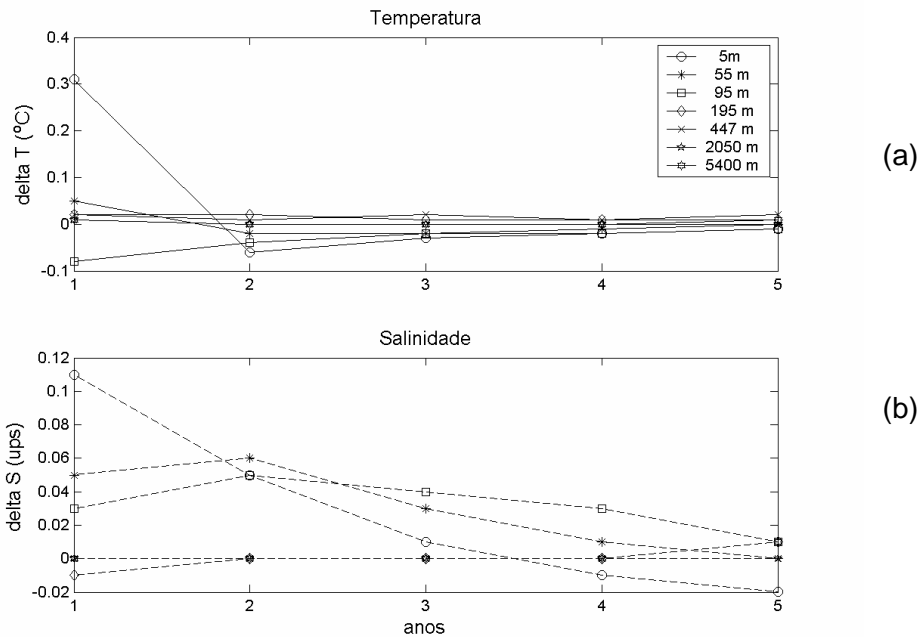 Temperatura
0.4
0.3
0.2
0.1
0
-0.1
delta T (ºC)
5m
55 m
95 m
195 m
447 m
2050 m
5400 m
1 2 3 4 5
(a)
Salinidade
0.12
0.1
0.08
0.06
0.04
0.02
0
-0.02
delta S (ups)
1 2 3 4 5
anos
(b)